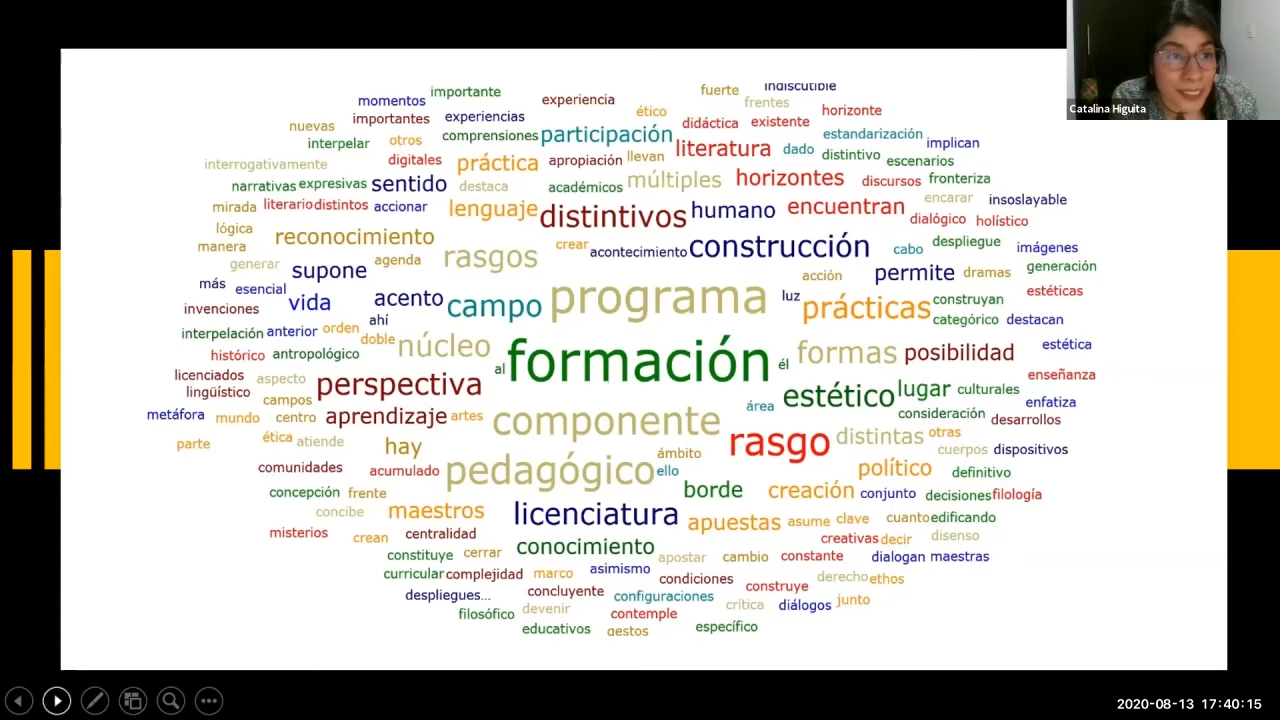 Catalina Higuita
fuerte indiscutible
importante
momentos experiencia frentes
importantes experiencias ético horizonte
nuevas didáctica existente
interpelar otros comprensiones participación literatura dado estandarización implican
interrogativamente digitales práctica apropiación llevan distintivo escenarios
narrativas expresivas sentido destaca académicos múltiples horizontes discursos fronteriza
mirada literario distintos accionar lenguaje distintivos humano encuentran encarar insoslayable
lógica dialógico holístico
manera reconocimiento rasgos crear acontecimiento construcción cabo despliegue imágenes
generar supone agenda acción permite dramas generación
más esencial vida acento campo programa luz prácticas construyan estéticas
invenciones ahí categórico destacan
interpelación anterior orden doble núcleo formación él formas posibilidad estética
histórico antropológico al
licenciados aspecto perspectiva estético lugar culturales enseñanza
lingüístico campos área enfatiza
metáfora mundo centro aprendizaje artes componente consideración desarrollos
parte ética atiende hay rasgo distintas otras
ámbito cuerpos dispositivos
comunidades acumulado pedagógico ello político definitivo
concepción frente borde creación conjunto decisiones filología
concibe maestros licenciatura apuestas asume clave cuanto edificando
misterios crean centralidad creativas decir disenso
constituye cerrar conocimiento apostar cambio constante dialogan maestras
curricular complejidad marco asimismo condiciones construye derecho ethos
despliegues... concluyente configuraciones crítica diálogos junto
filosófico devenir contemple
educativos gestos específico
2020-08-13 17:40:15